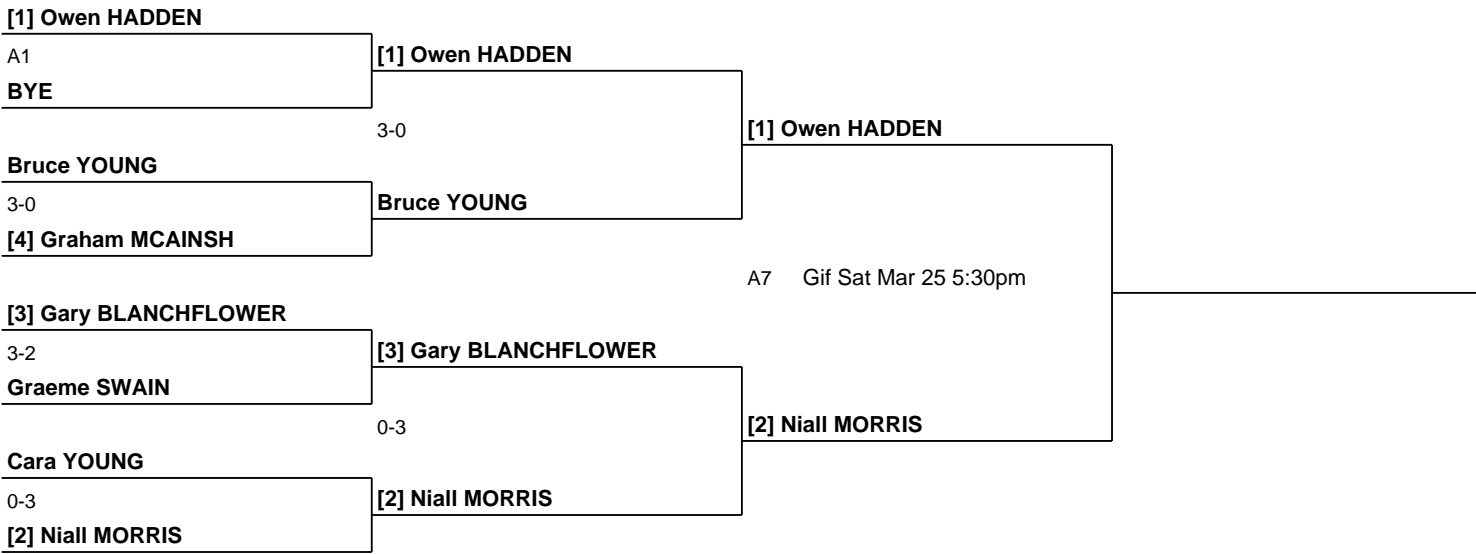 [1] Owen HADDEN
A1
[1] Owen HADDEN
BYE
3-0
[1] Owen HADDEN
Bruce YOUNG
3-0
Bruce YOUNG
[4] Graham MCAINSH
A7 Gif Sat Mar 25 5:30pm
[3] Gary BLANCHFLOWER
3-2
[3] Gary BLANCHFLOWER
Graeme SWAIN
0-3
[2] Niall MORRIS
Cara YOUNG
0-3
[2] Niall MORRIS
[2] Niall MORRIS